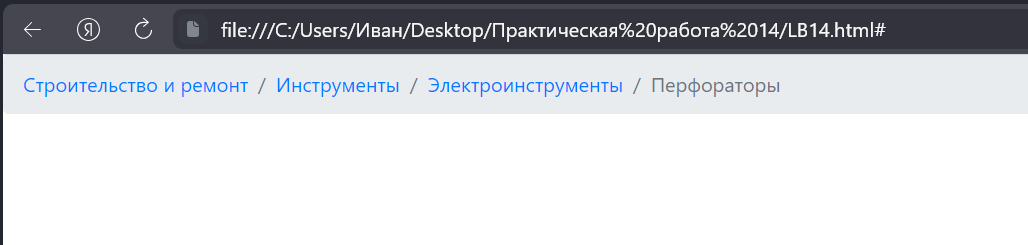 Я file:///C:/Users/Иван/Desktop/Практическая%20работа%2014/LB14.html#
Строительство и ремонт / Инструменты / Электроинструменты / Перфораторы